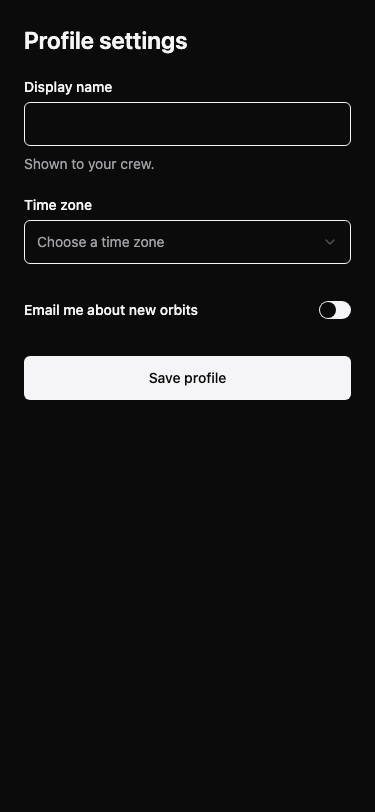 Profile settings
Display name
Shown to your crew.
Time zone
Choose a time zone
Email me about new orbits
Save profile